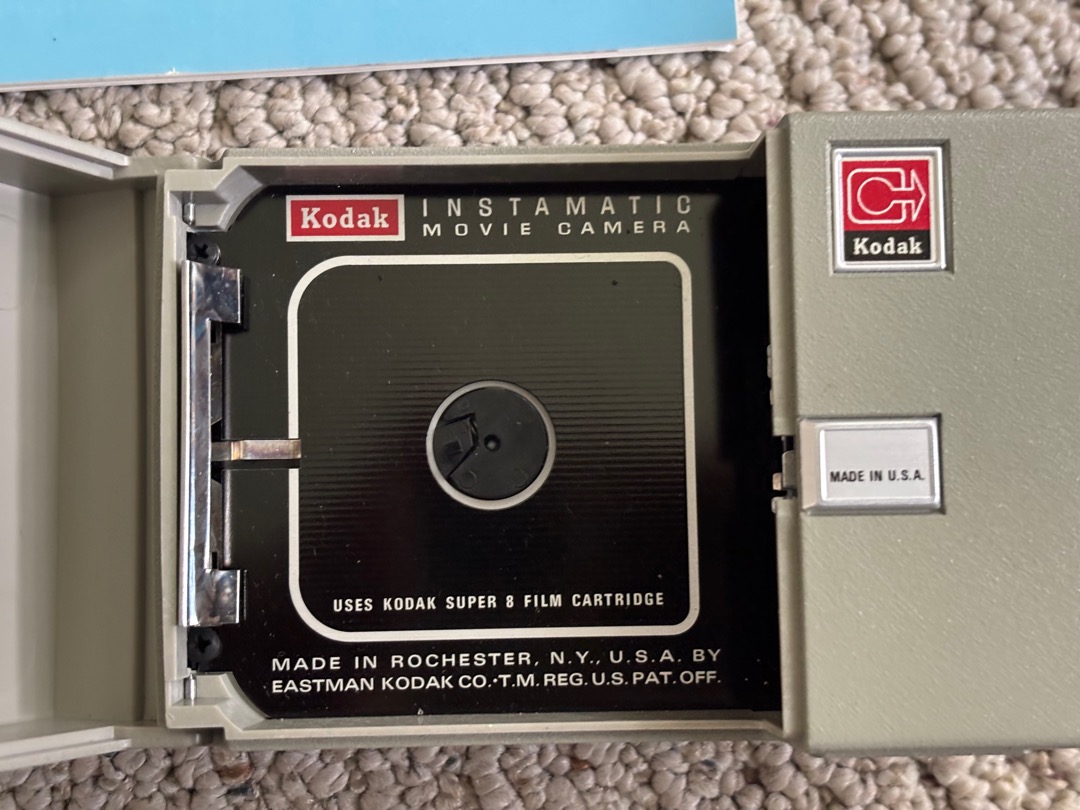 Kodak INSTAMATIC
MOVIE CAMERA
USES KODAK SUPER 8 FILM CARTRIDGE
MADE IN ROCHESTER, N.Y., U.S.A. BY
EASTMAN KODAK CO.•T.M. REG. U.S. PAT. OFF.
Kodak
MADE IN U.S.A.